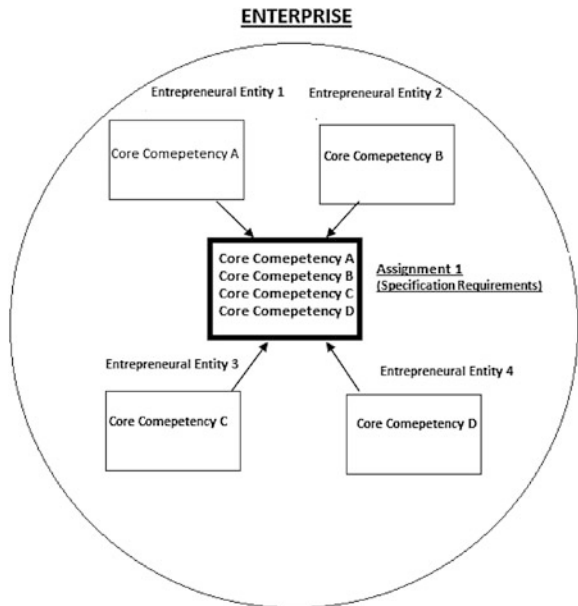 ENTERPRISE
Entrepreneural Entity 1
Entrepreneural Entity 2
Core Comepetency A
Core Comepetency B
Core Comepetency A
Core Comepetency B
Core Comepetency C
Core Comepetency D
Assignment 1
(Specification Requirements)
Entrepreneural Entity 3
Entrepreneural Entity 4
Core Comepetency C
Core Comepetency D